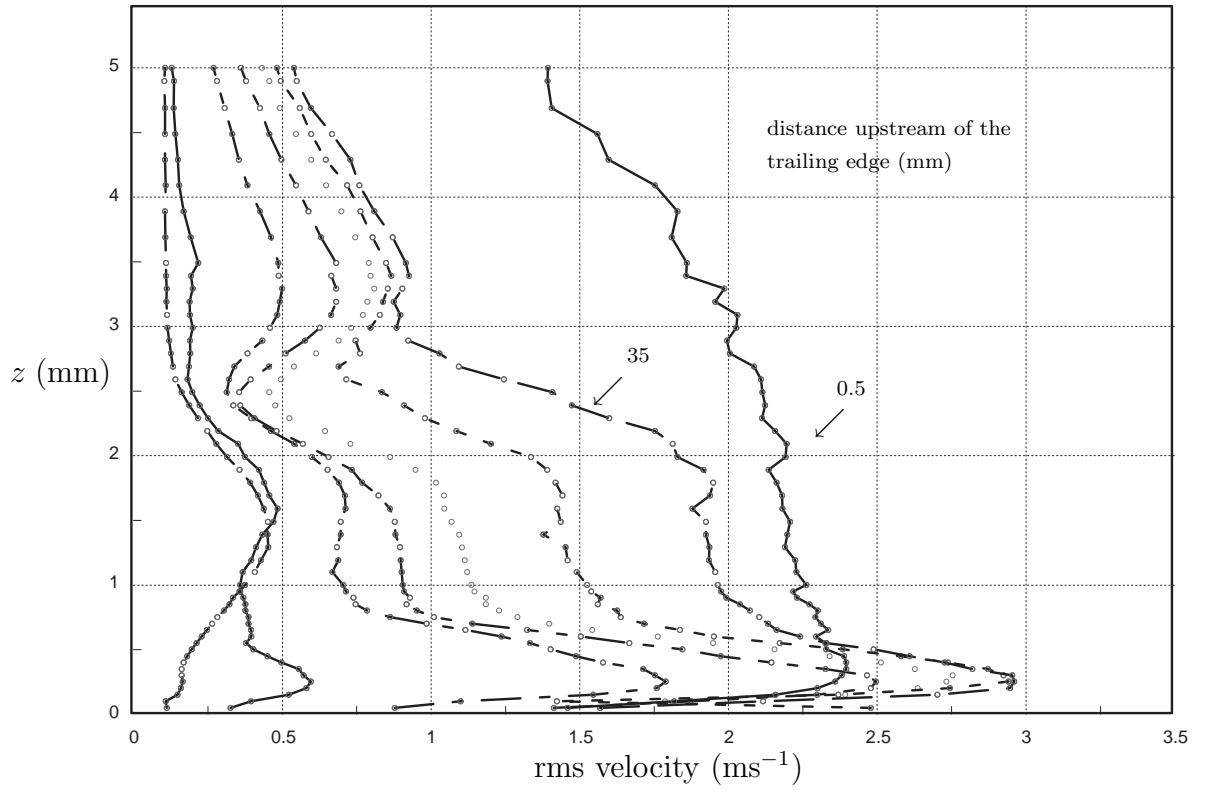 5
distance upstream of the
trailing edge (mm)
4
3
z (mm)
35
0.5
2
1
0
0 0.5 1 1.5 2 2.5 3 3.5
rms velocity (ms⁻¹)